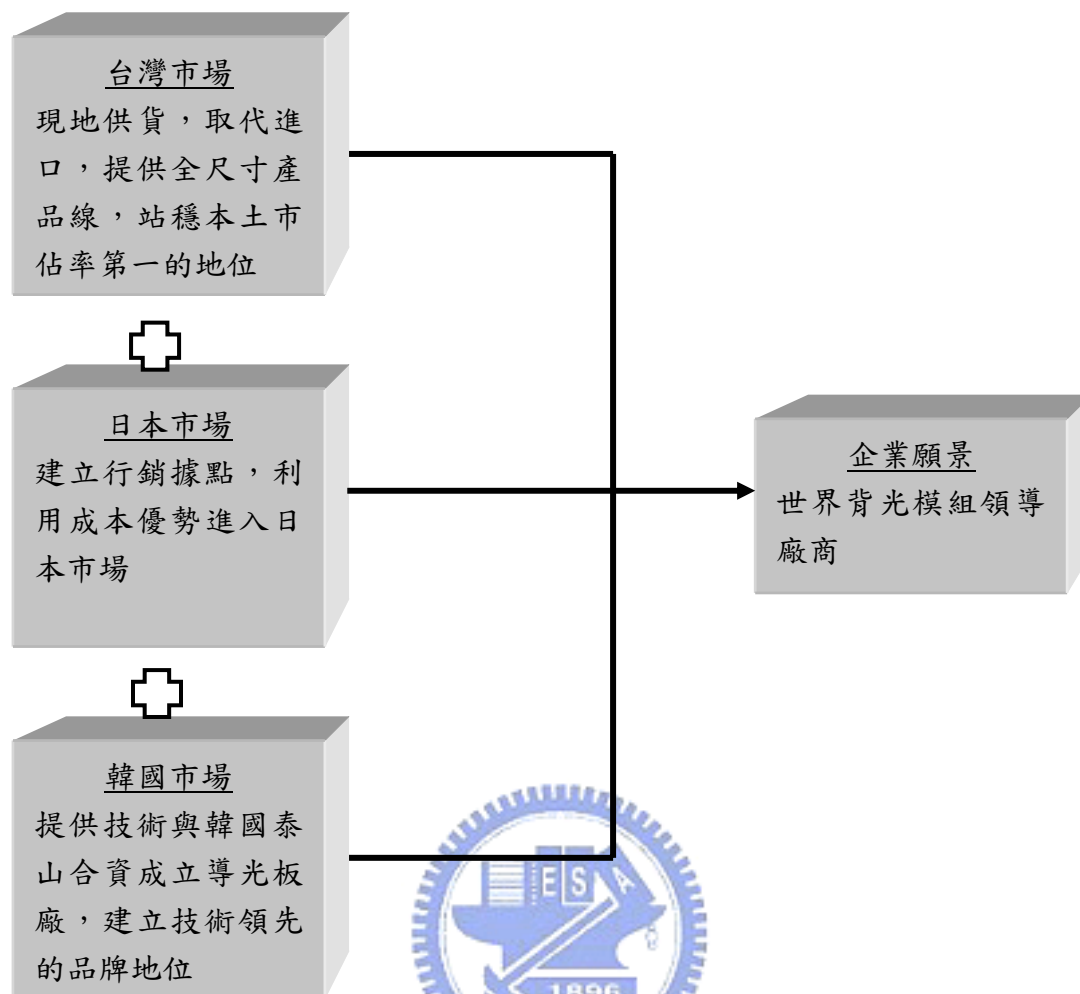 台灣市場
現地供貨，取代進
口，提供全尺寸產
品線，站穩本土市
佔率第一的地位
日本市場
建立行銷據點，利
用成本優勢進入日
本市場
韓國市場
提供技術與韓國泰
山合資成立導光板
廠，建立技術領先
的品牌地位
企業願景
世界背光模組領導
廠商
E S A
1896